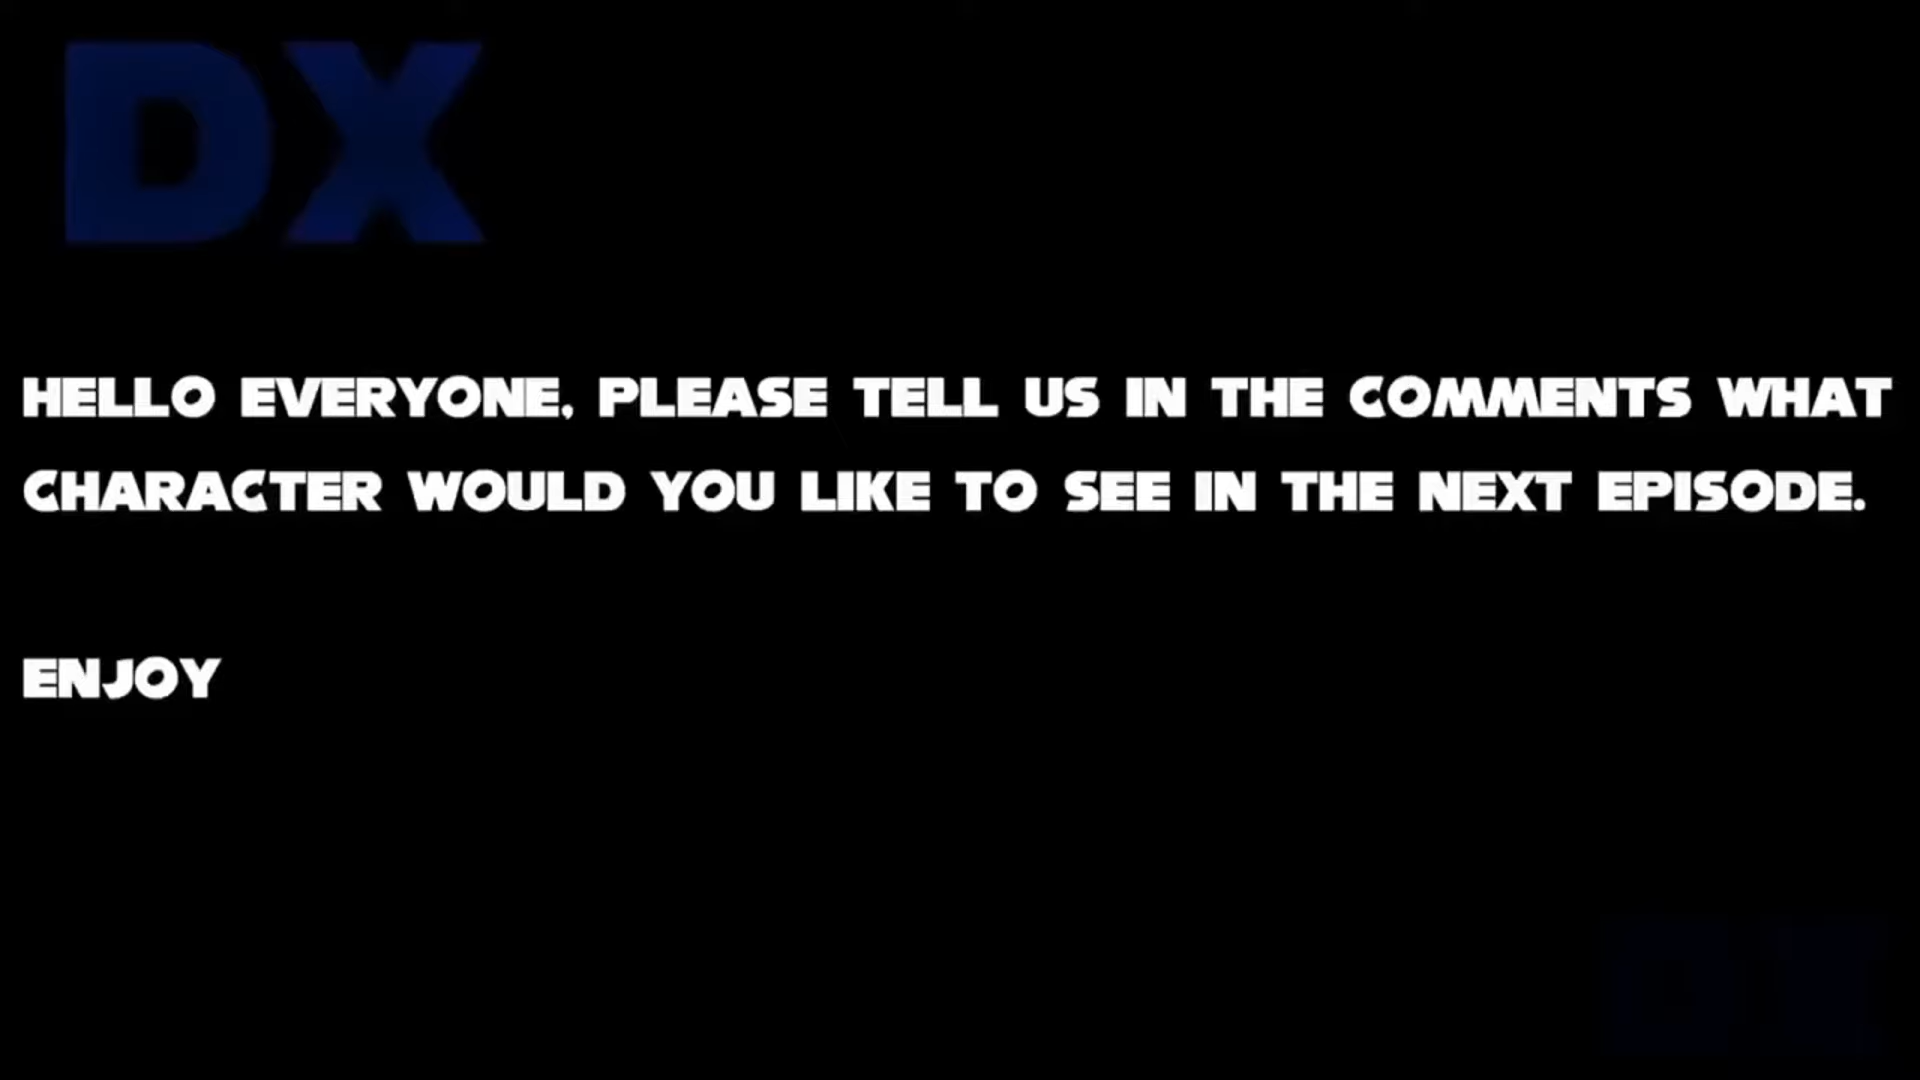 DX
HELLO EVERYONE, PLEASE TELL US IN THE COMMENTS WHAT
CHARACTER WOULD YOU LIKE TO SEE IN THE NEXT EPISODE.
ENJOY
DX